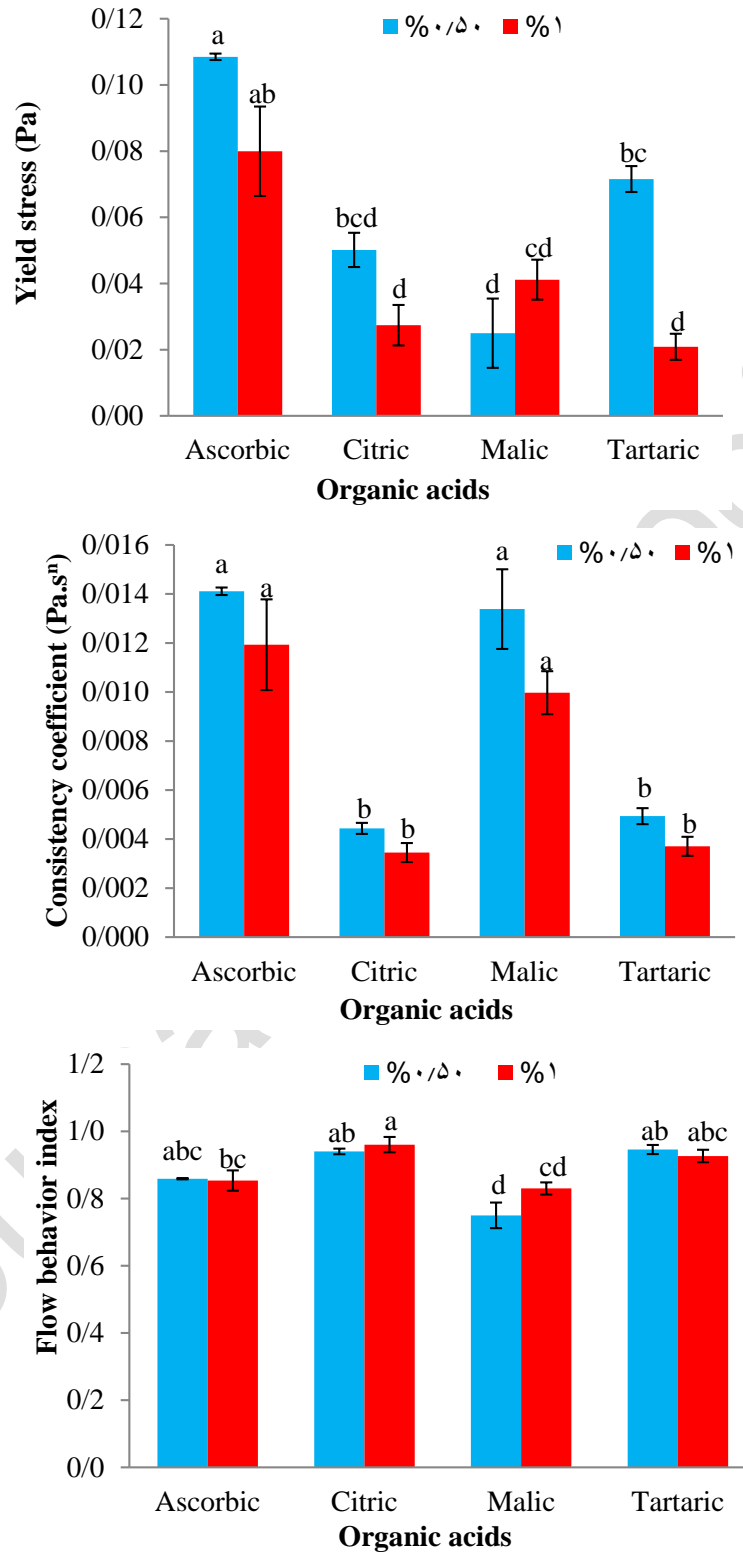 %۰/۵۰ %۱
Yield stress (Pa)
0/12
0/10
0/08
0/06
0/04
0/02
0/00
a ab bcd d d cd bc d
Ascorbic Citric Malic Tartaric
Organic acids
%۰/۵۰ %۱
Consistency coefficient (Pa.sⁿ)
0/016
0/014
0/012
0/010
0/008
0/006
0/004
0/002
0/000
a a b b a a b b
Ascorbic Citric Malic Tartaric
Organic acids
%۰/۵۰ %۱
Flow behavior index
1/2
1/0
0/8
0/6
0/4
0/2
0/0
abc bc ab a d cd ab abc
Ascorbic Citric Malic Tartaric
Organic acids